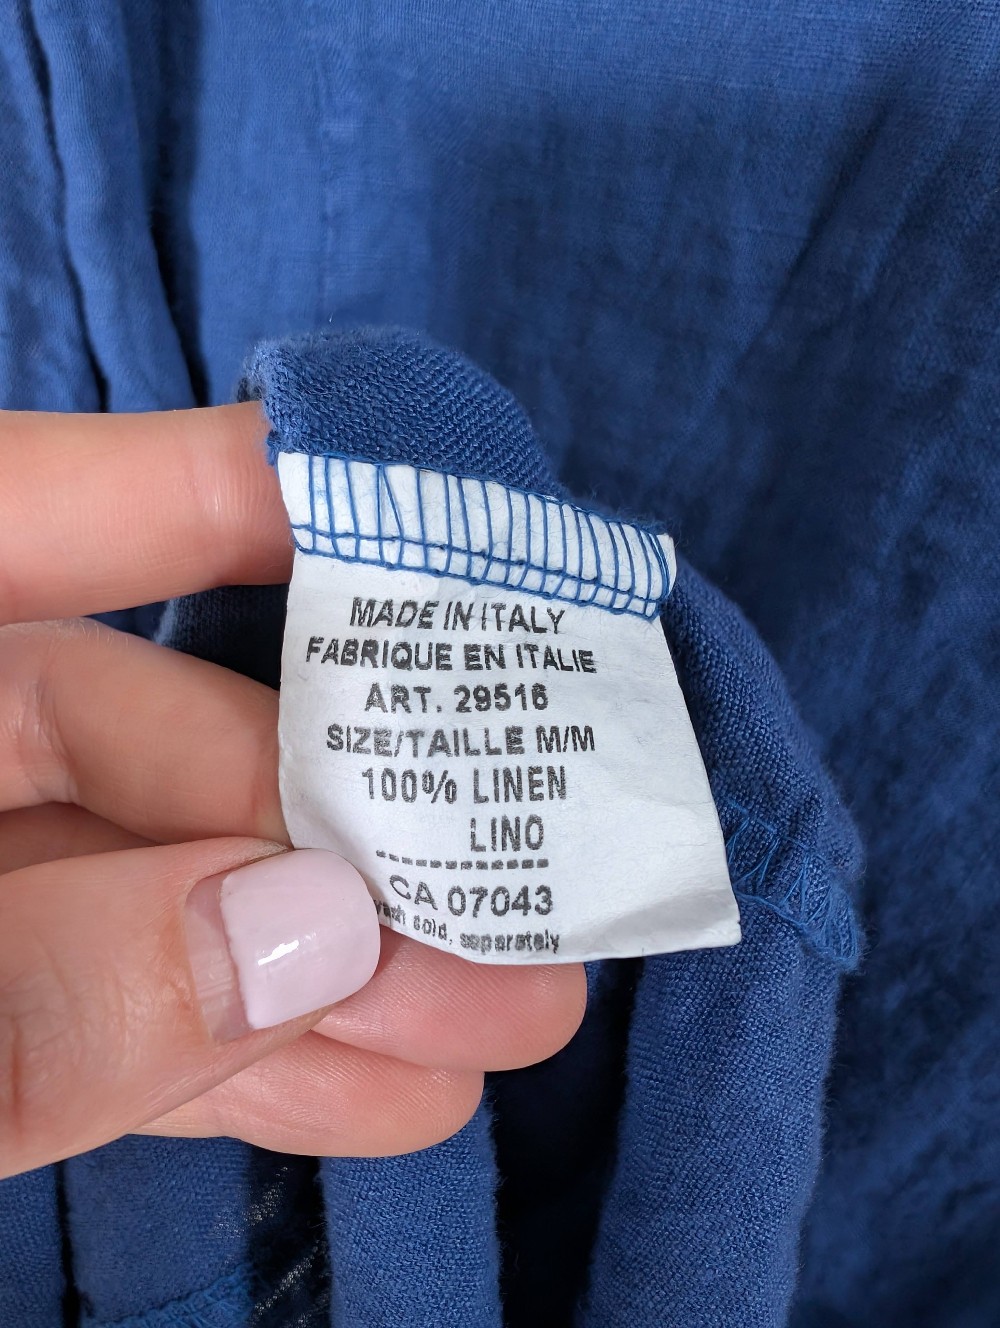 MADE IN ITALY
FABRIQUE EN ITALIE
ART. 29516
SIZE/TAILLE M/M
100% LINEN
LINO
--------------
CA 07043
cold, separately